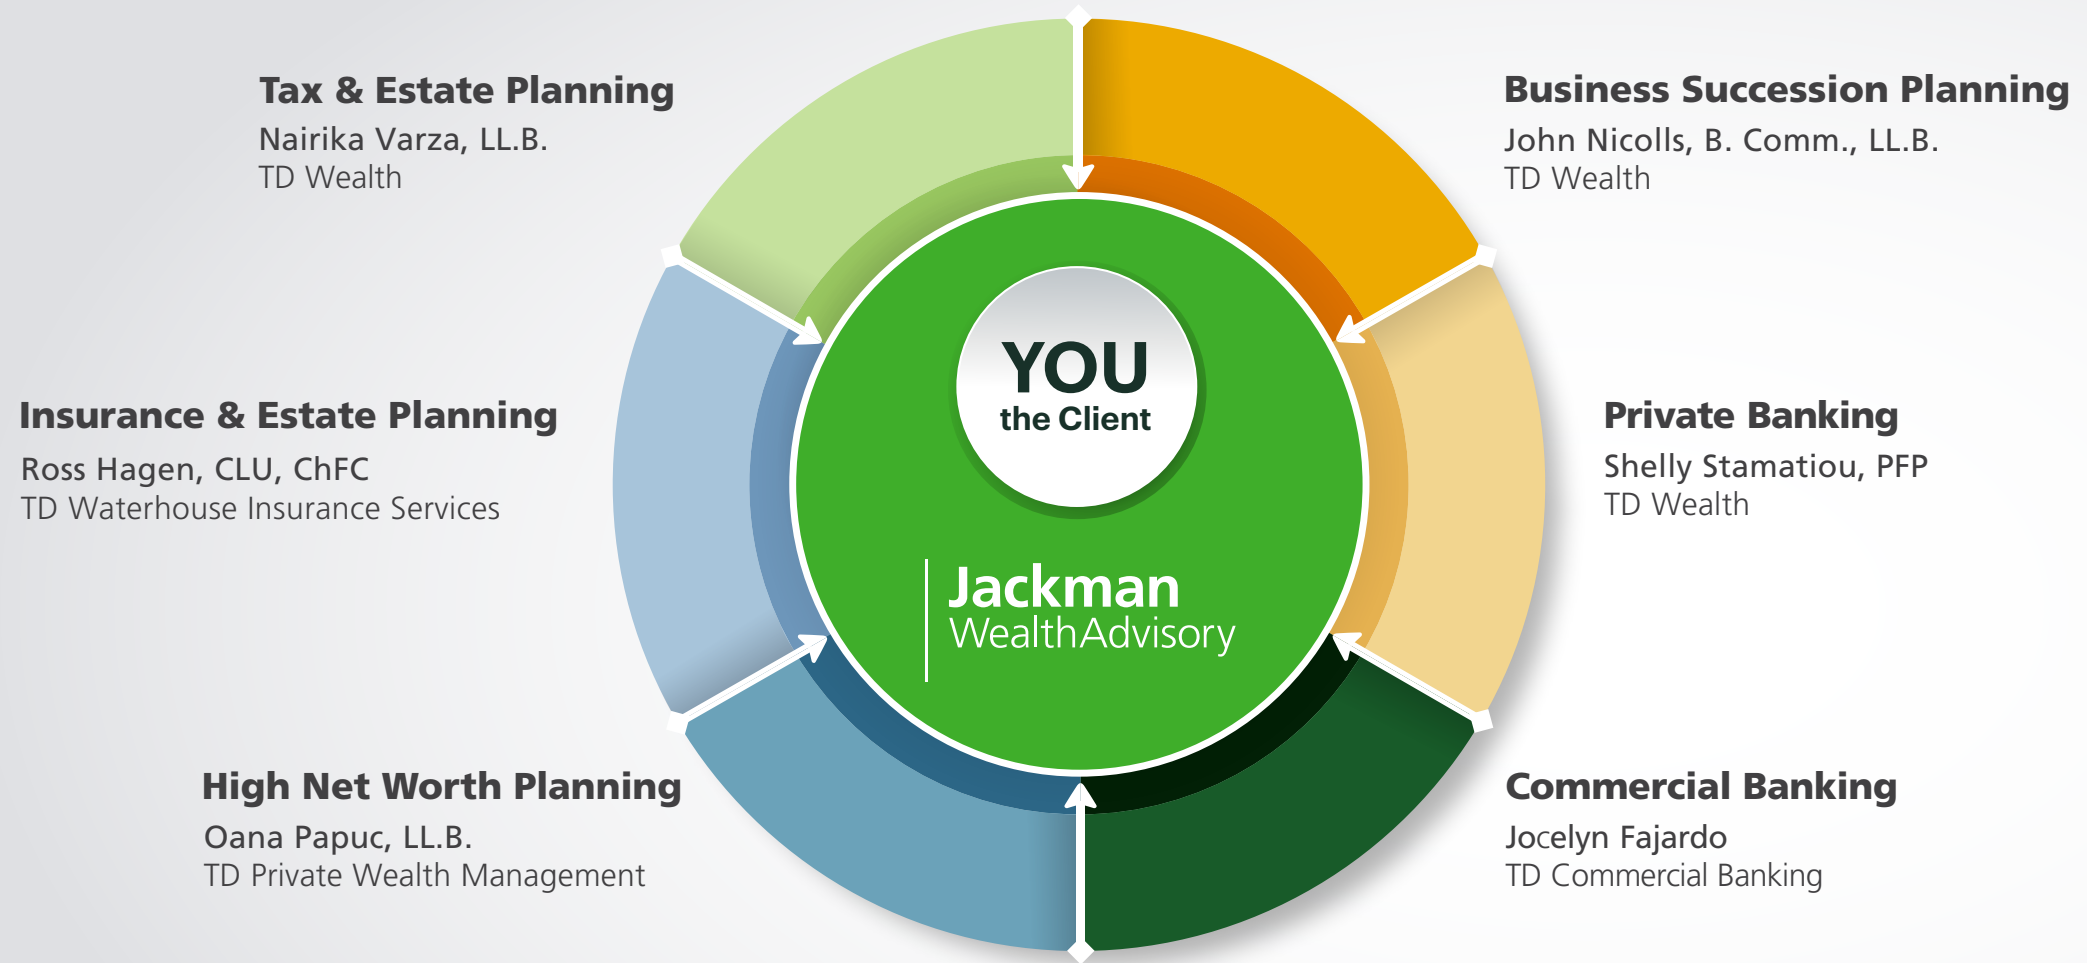 Tax & Estate Planning
Nairika Varza, LL.B.
TD Wealth
Business Succession Planning
John Nicolls, B. Comm., LL.B.
TD Wealth
YOU
the Client
Insurance & Estate Planning
Ross Hagen, CLU, ChFC
TD Waterhouse Insurance Services
Private Banking
Shelly Stamatiou, PFP
TD Wealth
Jackman
WealthAdvisory
High Net Worth Planning
Oana Papuc, LL.B.
TD Private Wealth Management
Commercial Banking
Jocelyn Fajardo
TD Commercial Banking